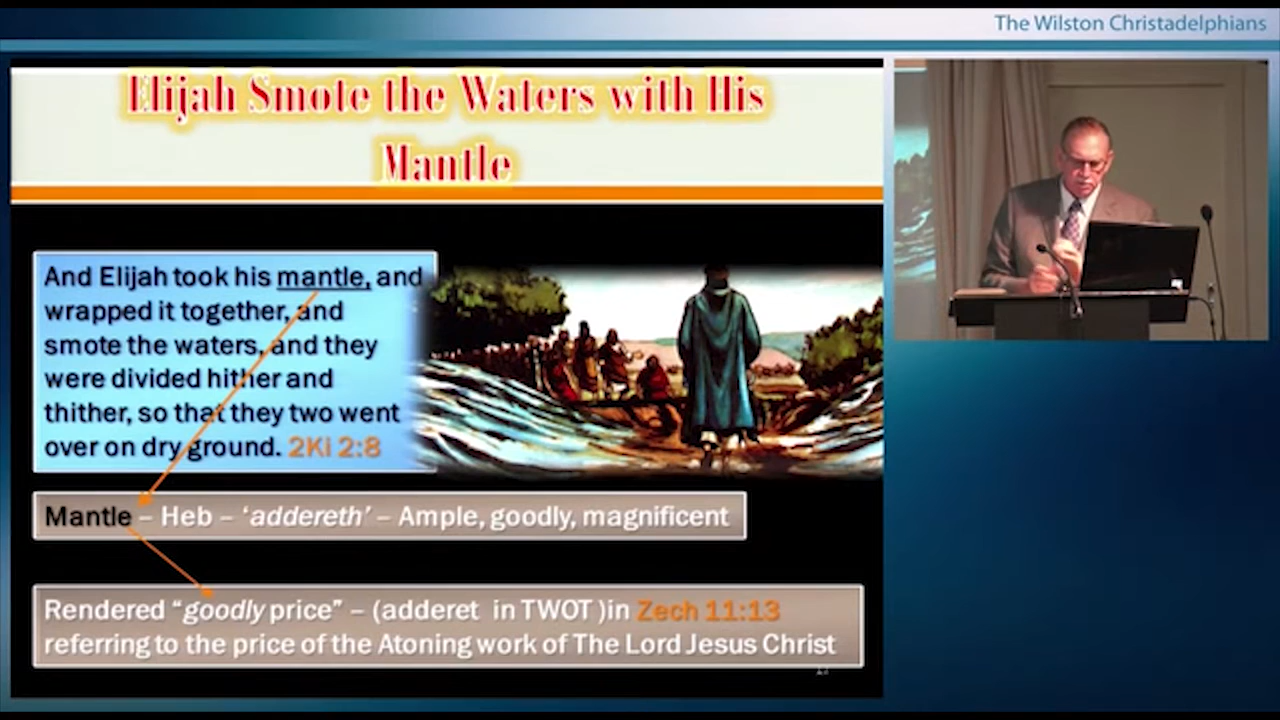 The Wilston Christadelphians
Elijah Smote the Waters with His
Mantle
And Elijah took his mantle, and
wrapped it together, and
smote the waters, and they
were divided hither and
thither, so that they two went
over on dry ground. 2Ki 2:8
Mantle – Heb – ‘addereth’ – Ample, goodly, magnificent
Rendered “goodly price” – (adderet in TWOT )in Zech 11:13
referring to the price of the Atoning work of The Lord Jesus Christ